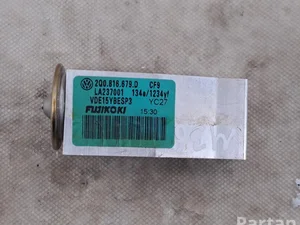 2Q0.816.679.D CF9
LA237001 134a/1234yf
VDE15YBESP3 YC27
FUJIKOKI 15:30
Partan